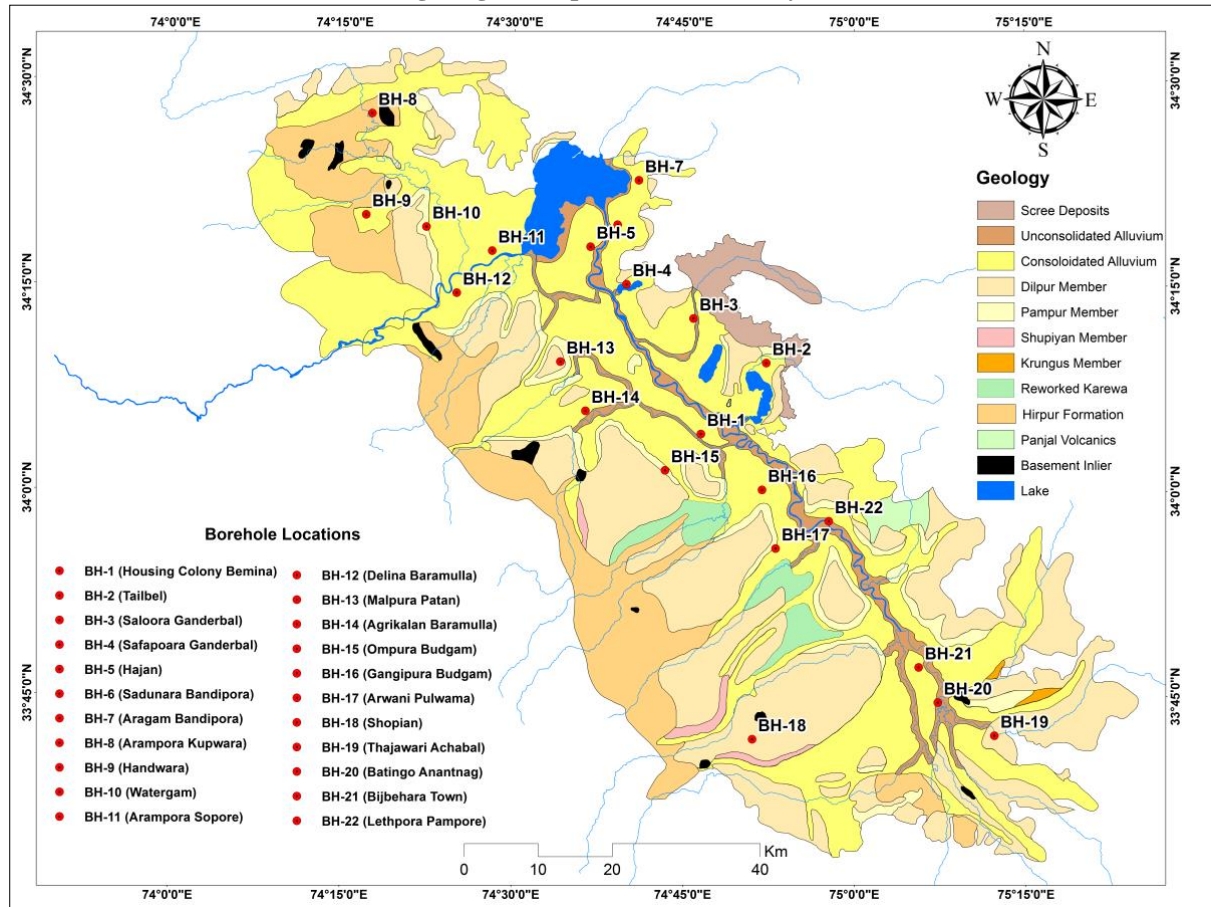 74°0'0"E 74°15'0"E 74°30'0"E 74°45'0"E 75°0'0"E 75°15'0"E
34°30'0"N
34°15'0"N
34°0'0"N
33°45'0"N
34°30'0"N
34°15'0"N
34°0'0"N
33°45'0"N
N
W E
S
BH-8
BH-7
BH-9
BH-10
BH-11
BH-5
BH-4
BH-12
BH-3
BH-13
BH-2
BH-14
BH-1
BH-15
BH-16
BH-22
BH-17
BH-21
BH-20
BH-18
BH-19
Geology
Scree Deposits
Unconsolidated Alluvium
Consoloidated Alluvium
Dilpur Member
Pampur Member
Shupiyan Member
Krungus Member
Reworked Karewa
Hirpur Formation
Panjal Volcanics
Basement Inlier
Lake
Borehole Locations
BH-1 (Housing Colony Bemina)
BH-2 (Tailbel)
BH-3 (Saloora Ganderbal)
BH-4 (Safapoara Ganderbal)
BH-5 (Hajan)
BH-6 (Sadunara Bandipora)
BH-7 (Aragam Bandipora)
BH-8 (Arampora Kupwara)
BH-9 (Handwara)
BH-10 (Watergam)
BH-11 (Arampora Sopore)
BH-12 (Delina Baramulla)
BH-13 (Malpura Patan)
BH-14 (Agrikalan Baramulla)
BH-15 (Ompura Budgam)
BH-16 (Gangipura Budgam)
BH-17 (Arwani Pulwama)
BH-18 (Shopian)
BH-19 (Thajawari Achabal)
BH-20 (Batingo Anantnag)
BH-21 (Bijbehara Town)
BH-22 (Lethpora Pampore)
Km
0 10 20 40
74°0'0"E 74°15'0"E 74°30'0"E 74°45'0"E 75°0'0"E 75°15'0"E